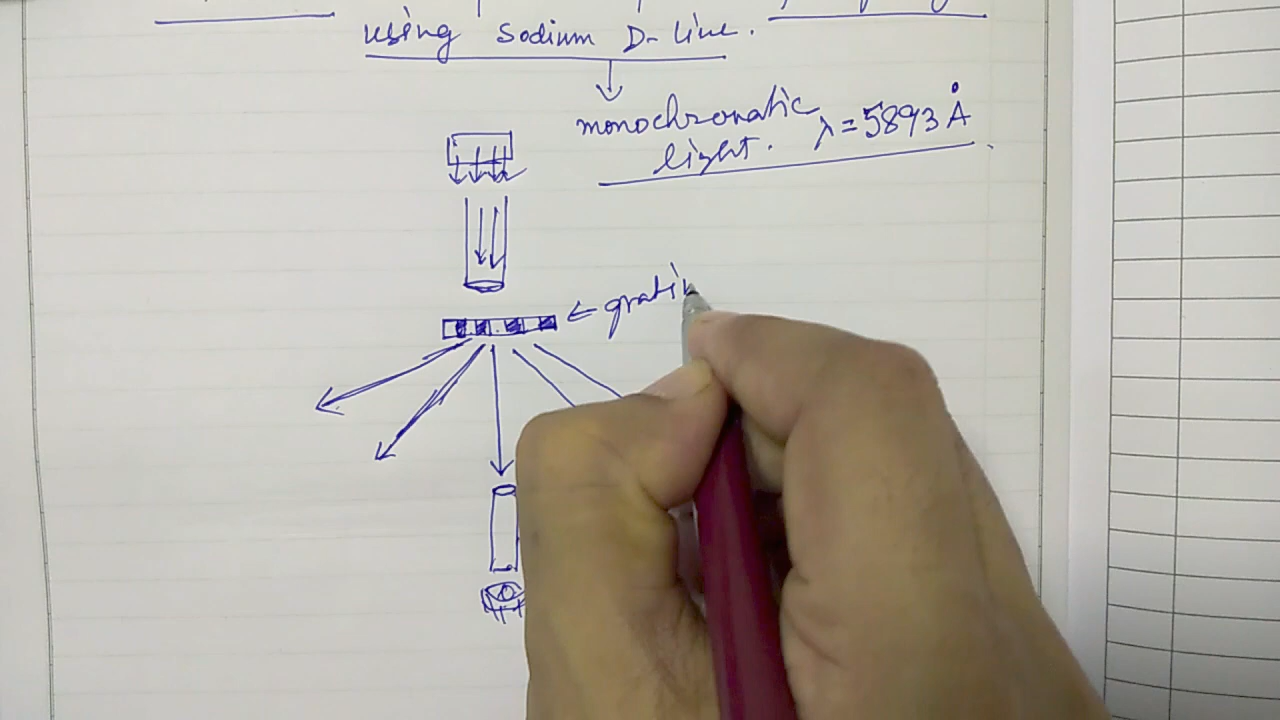 using Sodium D-line.
monochromatic
light. λ = 5893 Å
← grati